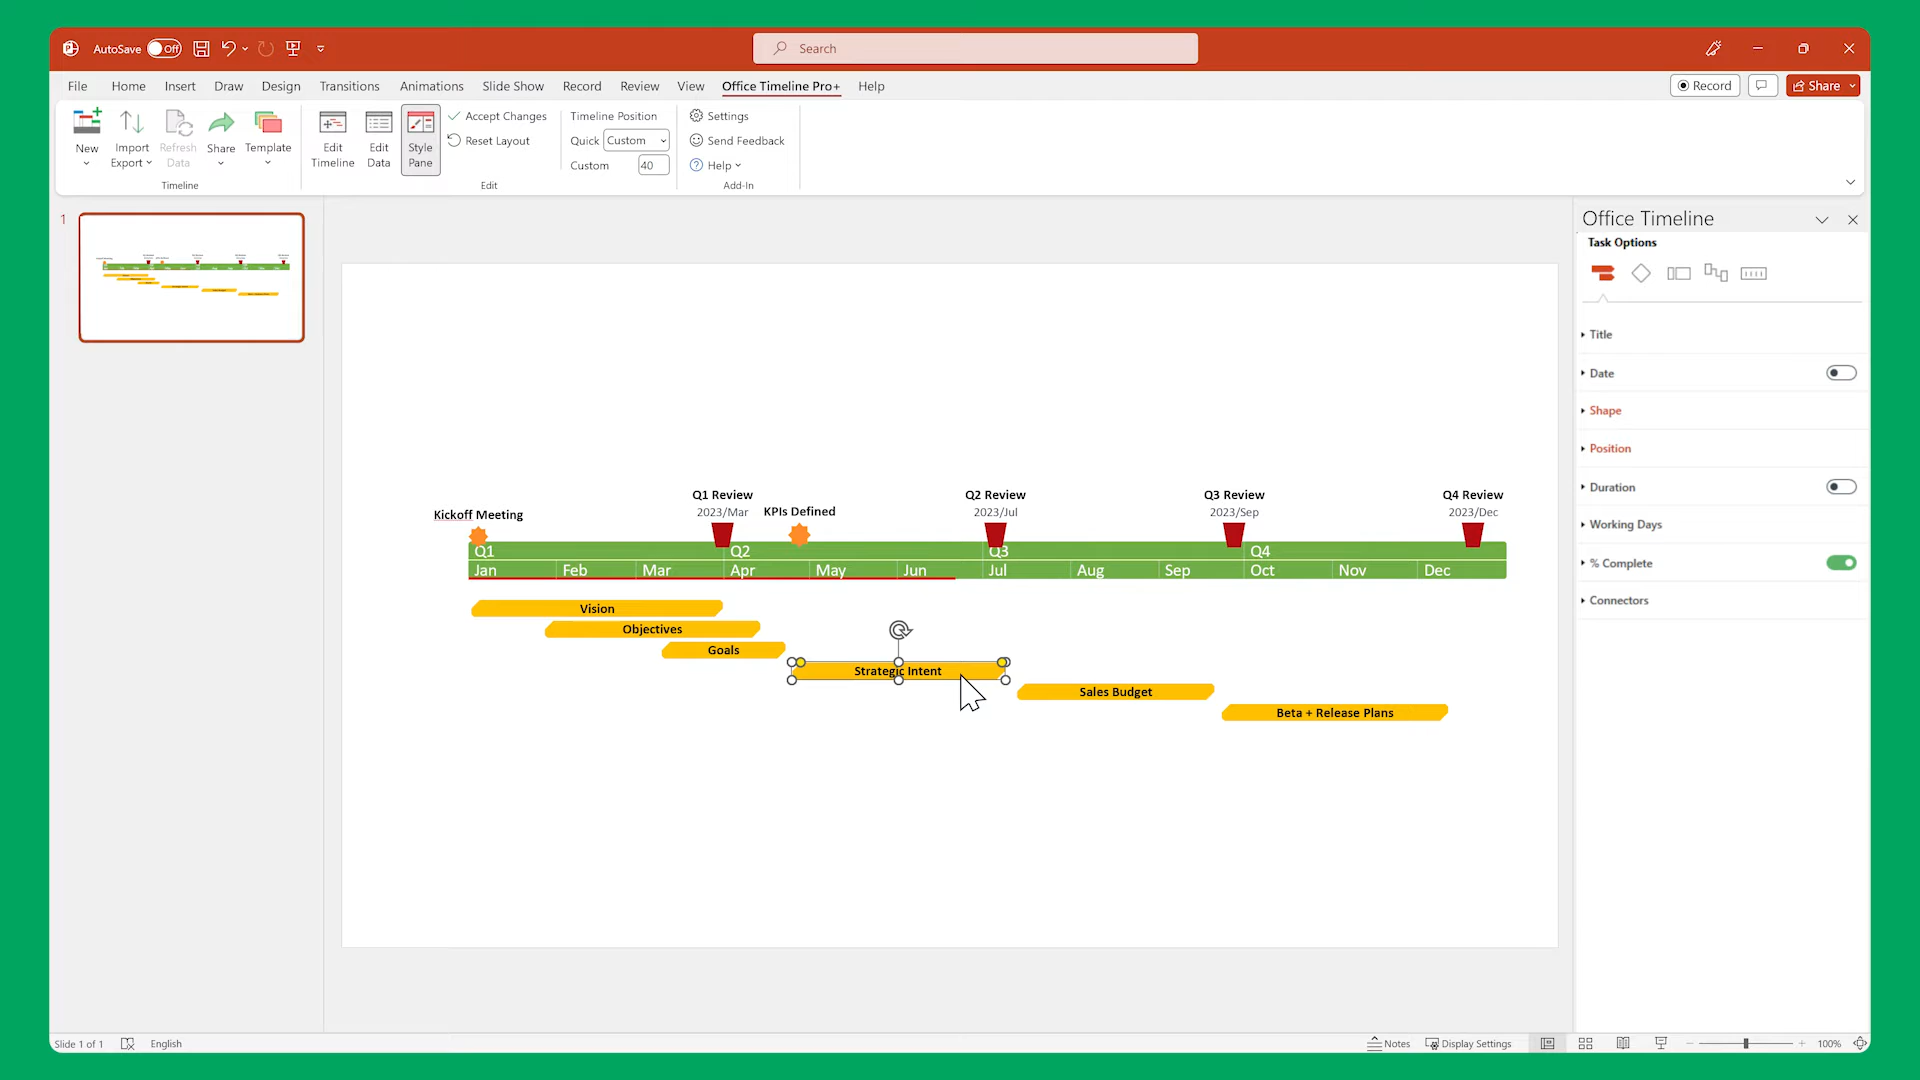 AutoSave Off
Search
File Home Insert Draw Design Transitions Animations Slide Show Record Review View Office Timeline Pro+ Help
Record
Share
New
Import Export
Refresh Data
Share
Template
Timeline
Edit Timeline
Edit Data
Style Pane
Accept Changes
Reset Layout
Edit
Timeline Position
Quick Custom
Custom 40
Settings
Send Feedback
Help
Add-In
1
Office Timeline
Task Options
Title
Date
Shape
Position
Duration
Working Days
% Complete
Connectors
Kickoff Meeting
Q1 Review
2023/Mar
KPIs Defined
Q2 Review
2023/Jul
Q3 Review
2023/Sep
Q4 Review
2023/Dec
Q1 Q2 Q3 Q4
Jan Feb Mar Apr May Jun Jul Aug Sep Oct Nov Dec
Vision
Objectives
Goals
Strategic Intent
Sales Budget
Beta + Release Plans
Slide 1 of 1 English Notes Display Settings 100%